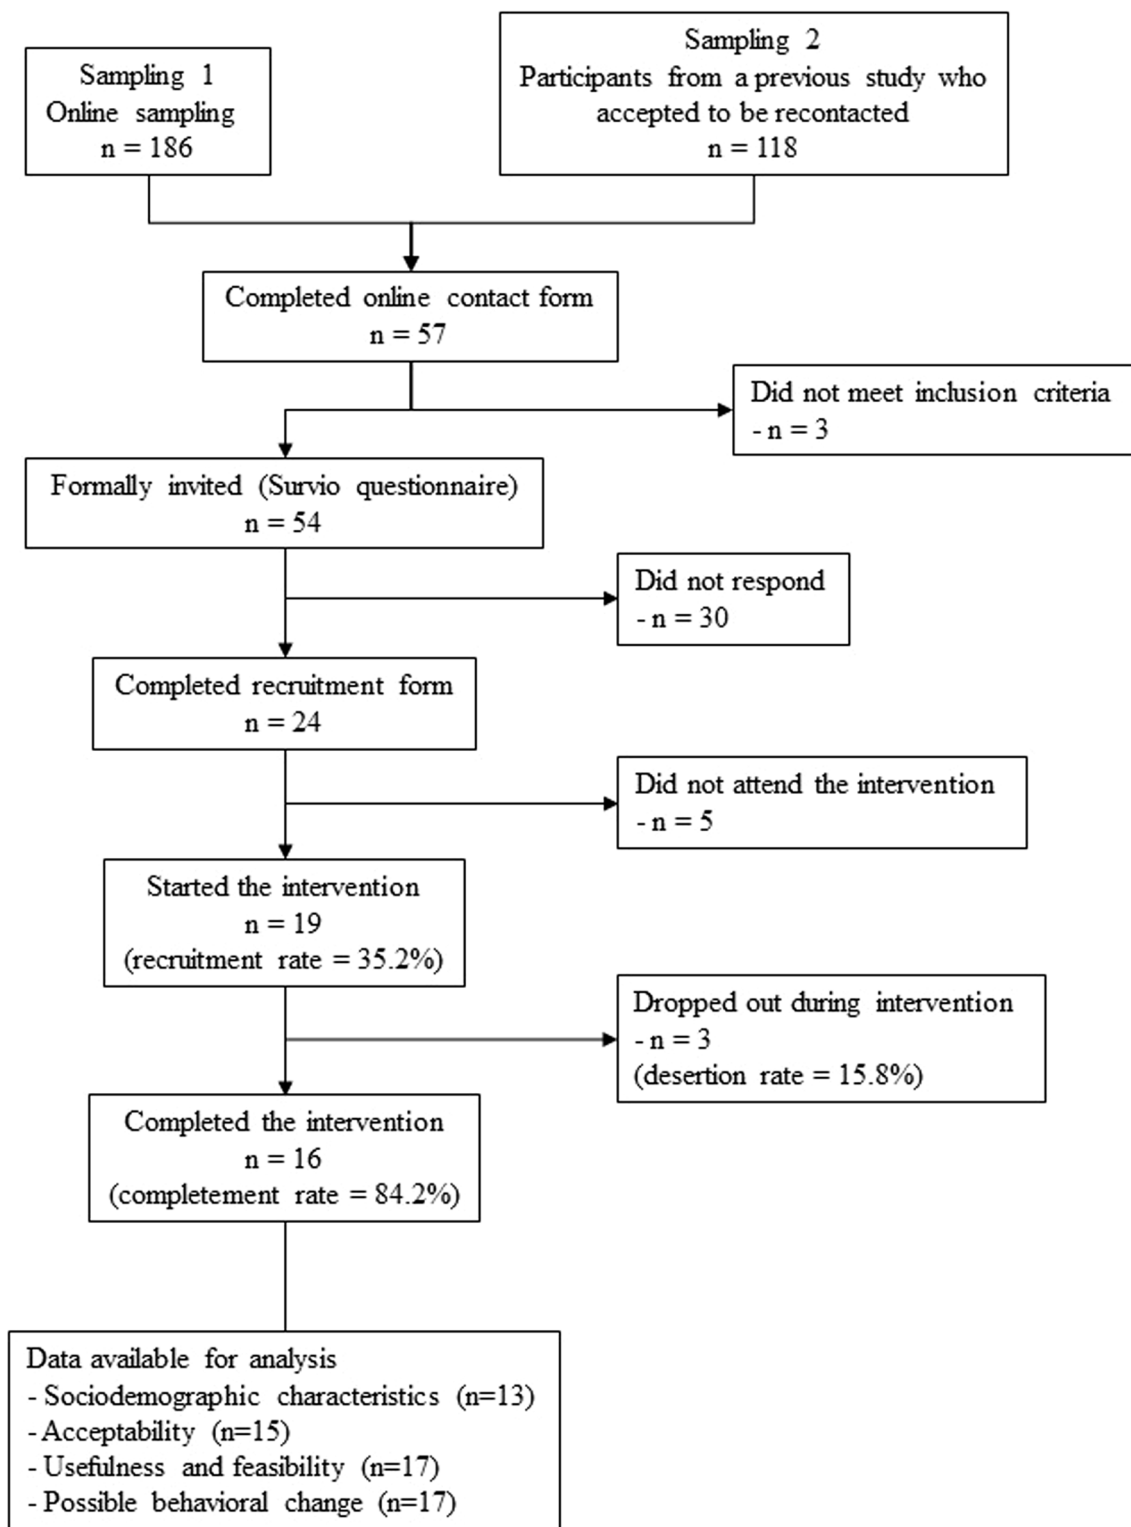 Sampling 1
Online sampling
n = 186
Sampling 2
Participants from a previous study who
accepted to be recontacted
n = 118
Completed online contact form
n = 57
Did not meet inclusion criteria
- n = 3
Formally invited (Survio questionnaire)
n = 54
Did not respond
- n = 30
Completed recruitment form
n = 24
Did not attend the intervention
- n = 5
Started the intervention
n = 19
(recruitment rate = 35.2%)
Dropped out during intervention
- n = 3
(desertion rate = 15.8%)
Completed the intervention
n = 16
(completement rate = 84.2%)
Data available for analysis
- Sociodemographic characteristics (n=13)
- Acceptability (n=15)
- Usefulness and feasibility (n=17)
- Possible behavioral change (n=17)